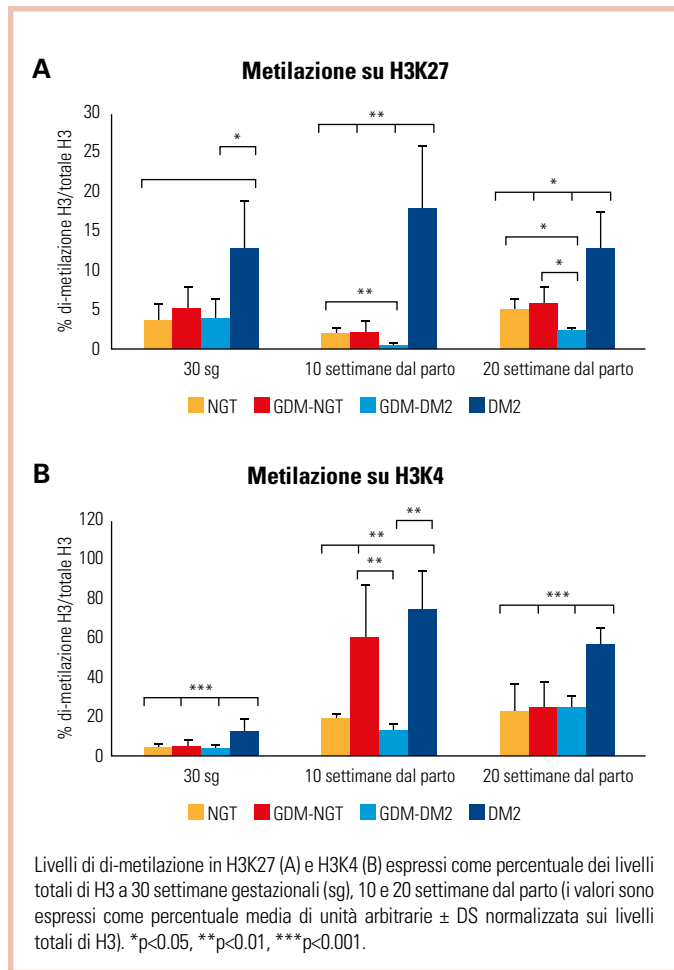 A
Metilazione su H3K27
% di-metilazione H3/totale H3
30
25
20
15
10
5
0
*
**
**
*
*
*
30 sg
10 settimane dal parto
20 settimane dal parto
NGT GDM-NGT GDM-DM2 DM2
B
Metilazione su H3K4
% di-metilazione H3/totale H3
120
100
80
60
40
20
0
***
**
**
**
***
30 sg
10 settimane dal parto
20 settimane dal parto
NGT GDM-NGT GDM-DM2 DM2
Livelli di di-metilazione in H3K27 (A) e H3K4 (B) espressi come percentuale dei livelli
totali di H3 a 30 settimane gestazionali (sg), 10 e 20 settimane dal parto (i valori sono
espressi come percentuale media di unità arbitrarie ± DS normalizzata sui livelli
totali di H3). *p<0.05, **p<0.01, ***p<0.001.